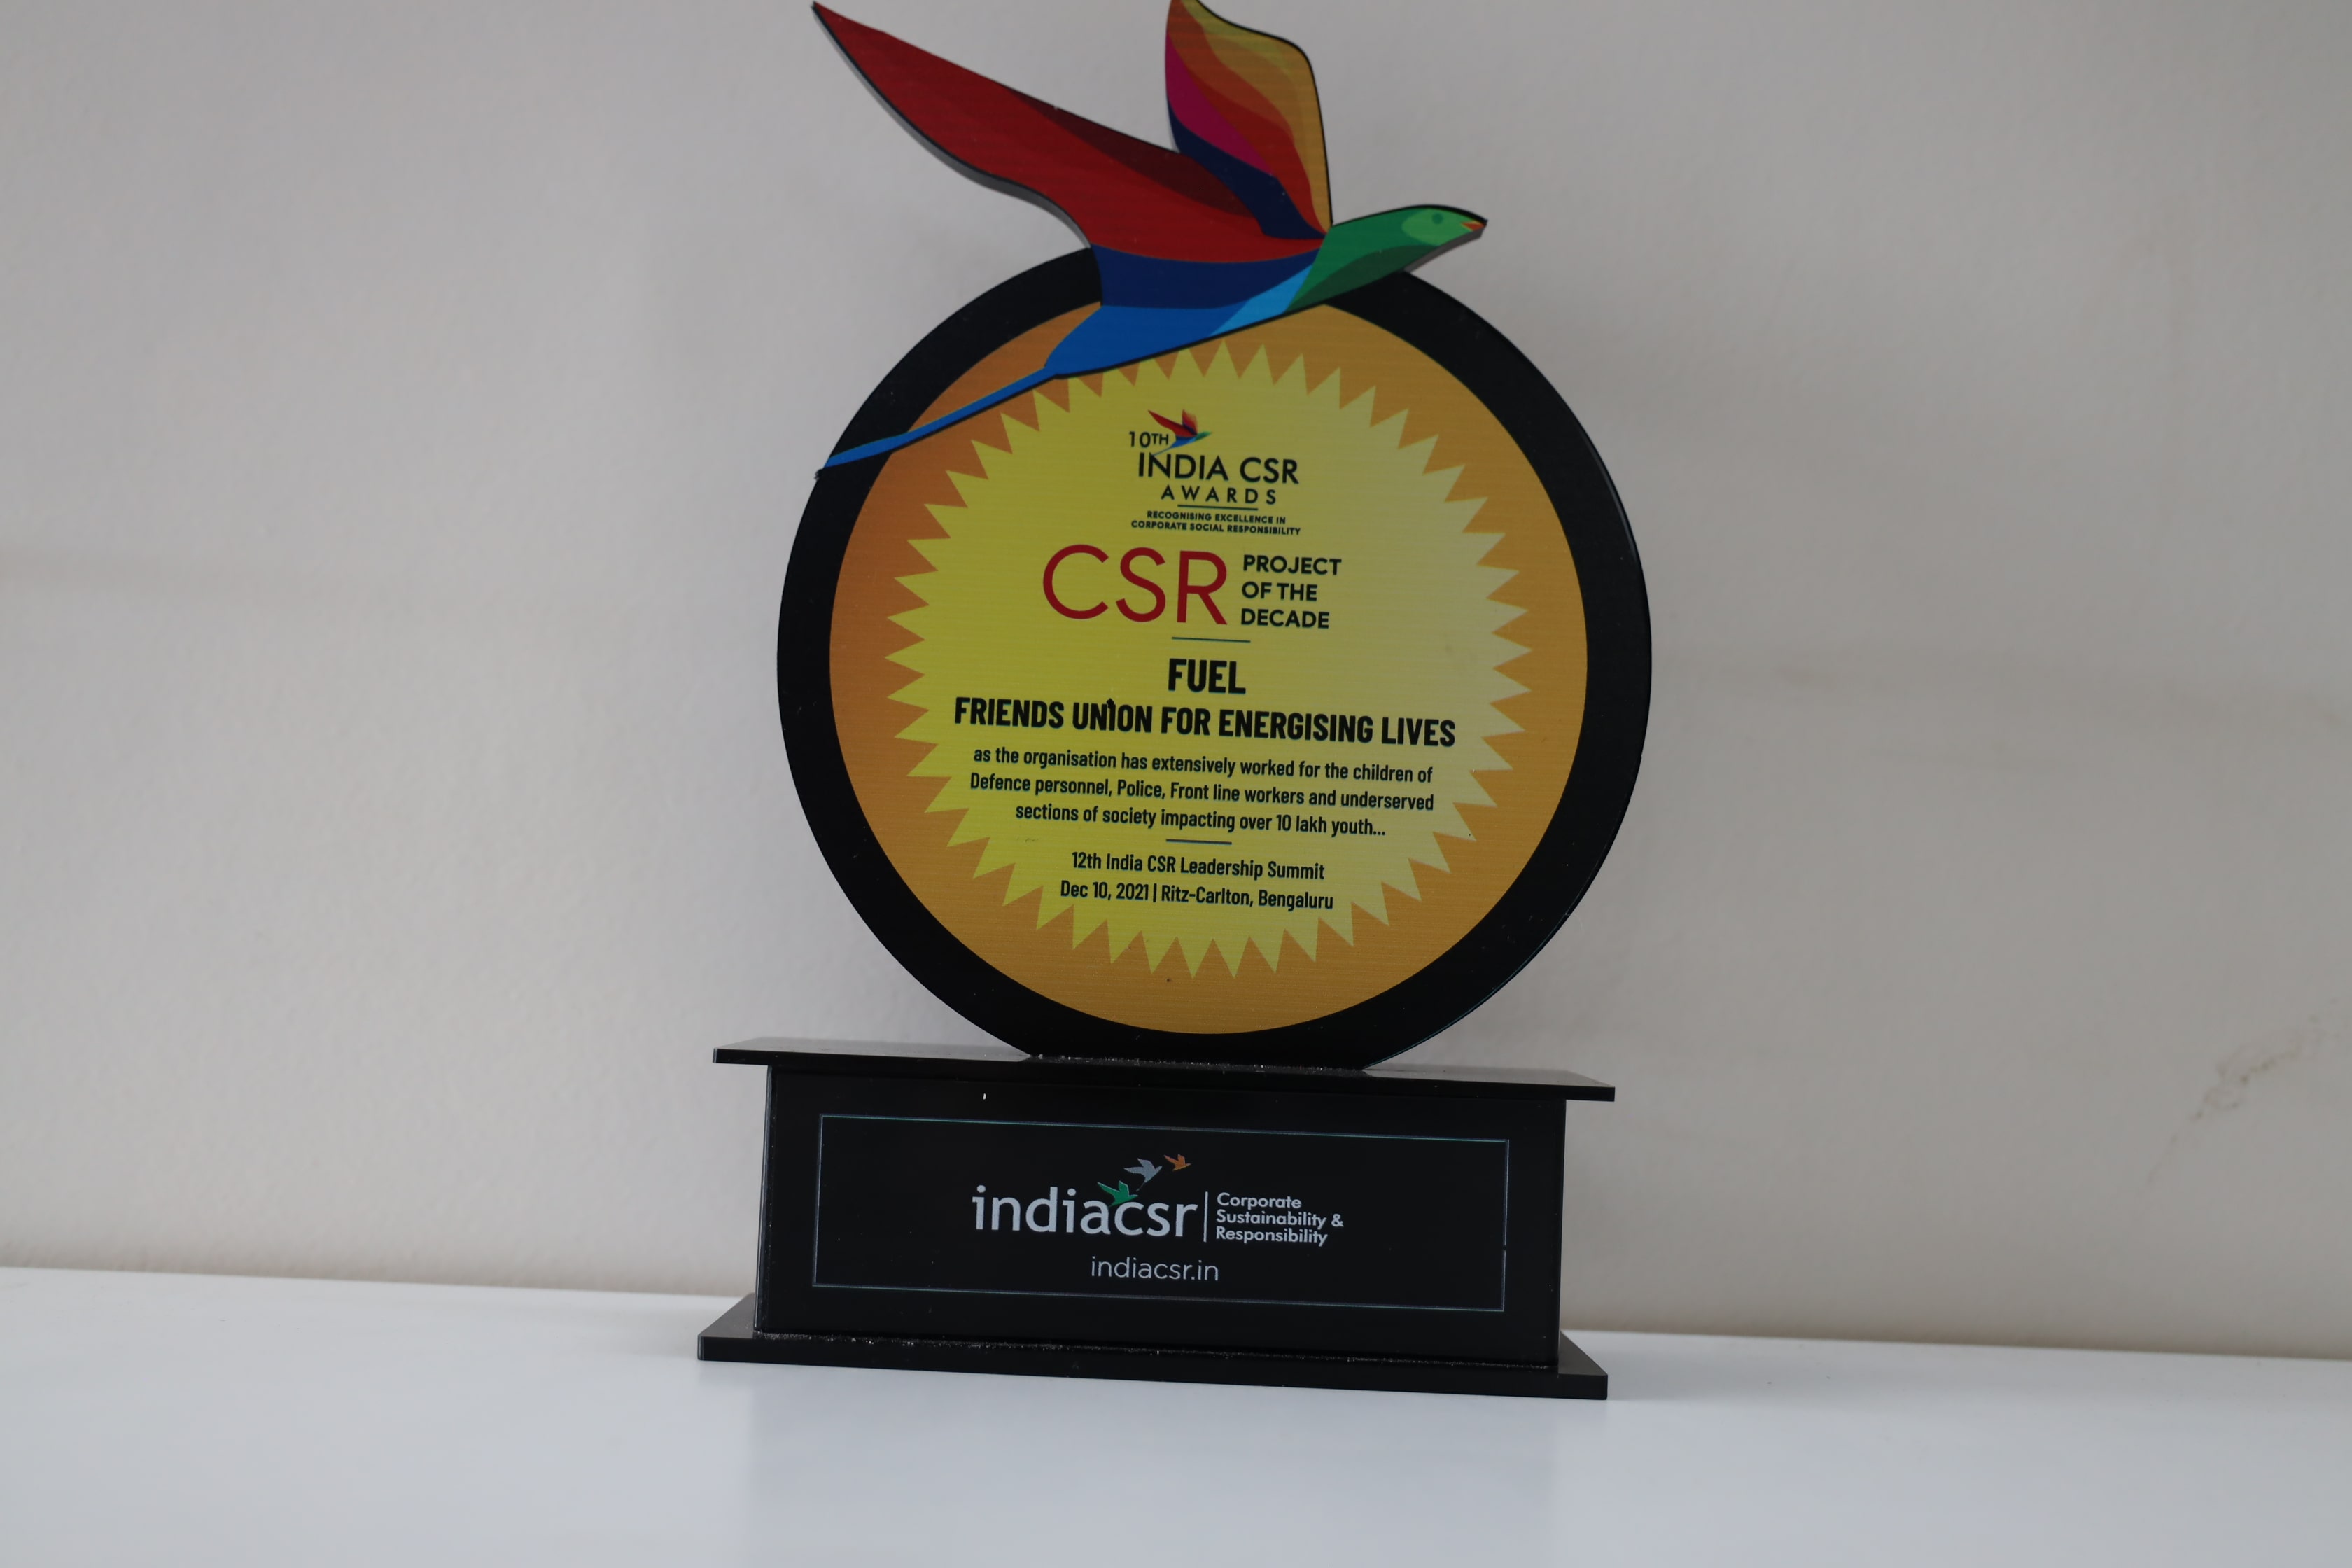 10TH
INDIA CSR
AWARDS
RECOGNISING EXCELLENCE IN
CORPORATE SOCIAL RESPONSIBILITY
CSR
PROJECT
OF THE
DECADE
FUEL
FRIENDS UNION FOR ENERGISING LIVES
as the organisation has extensively worked for the children of
Defence personnel, Police, Front line workers and underserved
sections of society impacting over 10 lakh youth...
12th India CSR Leadership Summit
Dec 10, 2021 | Ritz-Carlton, Bengaluru
indiacsr
Corporate
Sustainability &
Responsibility
indiacsr.in